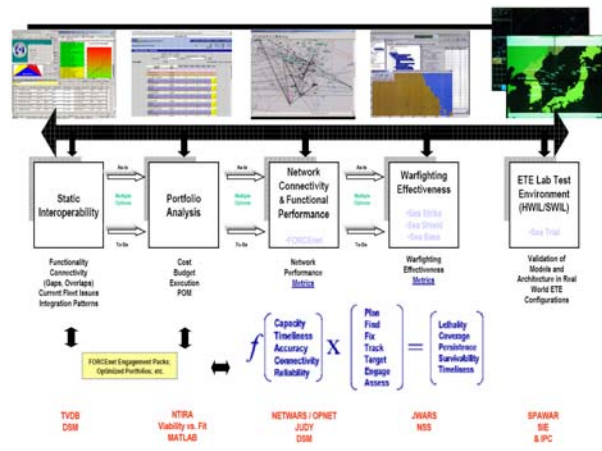 Static
Interoperability
As-Is
Multiple
Options
To-Be
Portfolio
Analysis
As-Is
Multiple
Options
To-Be
Network
Connectivity
& Functional
Performance
•FORCEnet
As-Is
Multiple
Options
To-Be
Warfighting
Effectiveness
•Sea Strike
•Sea Shield
•Sea Base
ETE Lab Test
Environment
(HWIL/SWIL)
•Sea Trial
Functionality
Connectivity
(Gaps, Overlaps)
Current Fleet Issues
Integration Patterns
Cost
Budget
Execution
POM
Network
Performance
Metrics
Warfighting
Effectiveness
Metrics
Validation of
Models and
Architecture in Real
World ETE
Configurations
FORCEnet Engagement Packs;
Optimized Portfolios; etc.
f
Capacity
Timeliness
Accuracy
Connectivity
Reliability
X
Plan
Find
Fix
Track
Target
Engage
Assess
=
Lethality
Coverage
Persistence
Survivability
Timeliness
TVDB
DSM
NTIRA
Viability vs. Fit
MATLAB
NETWARS / OPNET
JUDY
DSM
JWARS
NSS
SPAWAR
SIE
& IPC